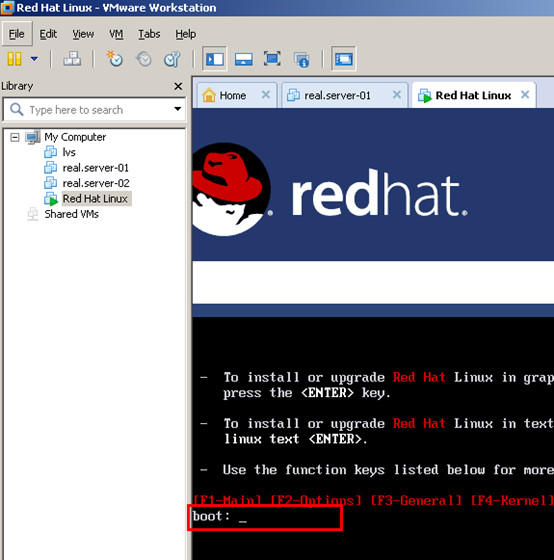 Red Hat Linux - VMware Workstation
File Edit View VM Tabs Help
Library
Type here to search
Home real.server-01 Red Hat Linux
My Computer
lvs
real.server-01
real.server-02
Red Hat Linux
Shared VMs
redhat.
- To install or upgrade Red Hat Linux in grap
press the <ENTER> key.
- To install or upgrade Red Hat Linux in text
linux text <ENTER>.
- Use the function keys listed below for more
[F1-Main] [F2-Options] [F3-General] [F4-Kernel]
boot: _